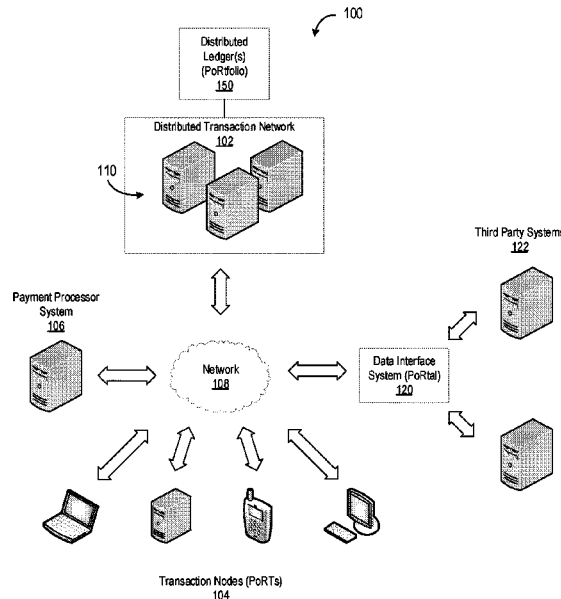 100
Distributed
Ledger(s)
(PoRtfolio)
150
Distributed Transaction Network
102
110
Third Party Systems
122
Payment Processor
System
106
Network
108
Data Interface
System (PoRtal)
120
Transaction Nodes (PoRTs)
104